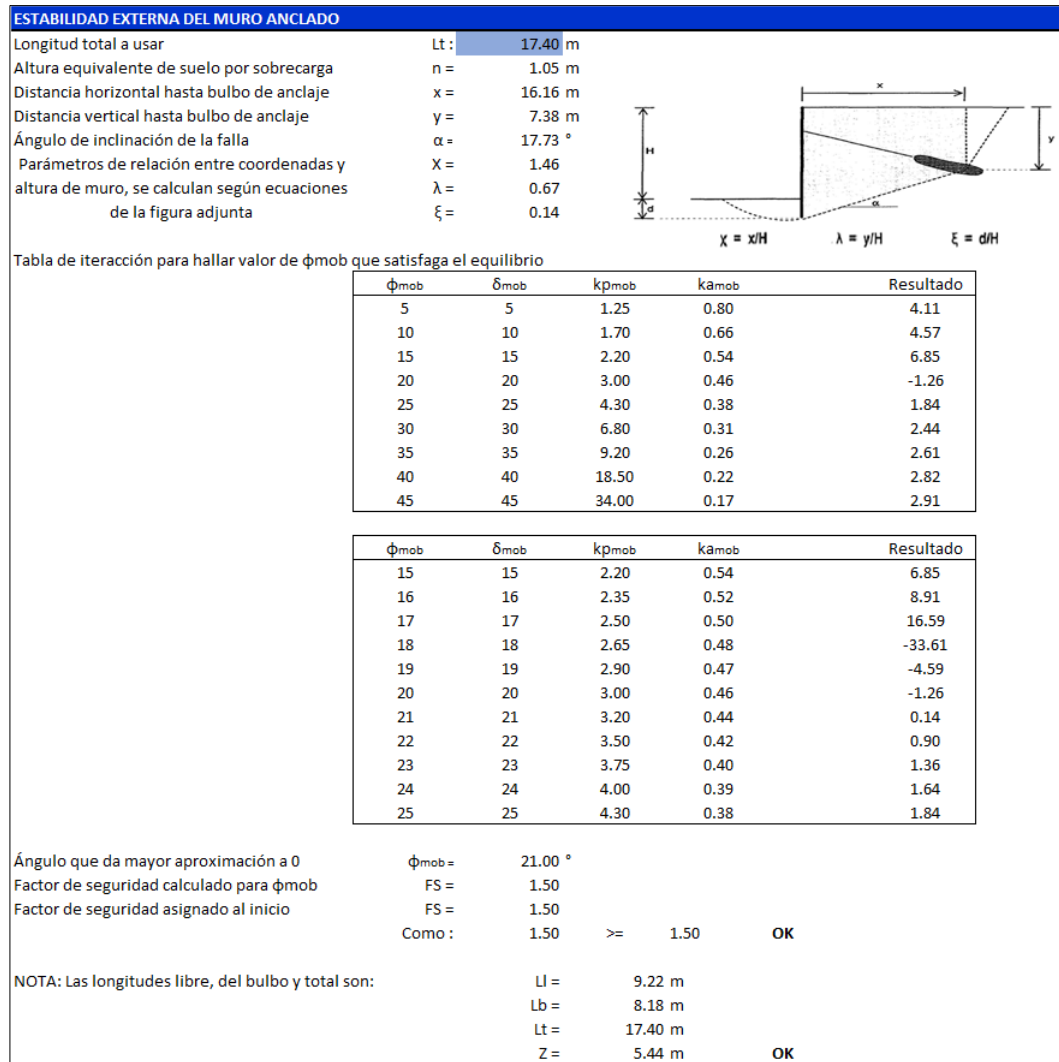 ESTABILIDAD EXTERNA DEL MURO ANCLADO
Longitud total a usar Lt : 17.40 m
Altura equivalente de suelo por sobrecarga n = 1.05 m
Distancia horizontal hasta bulbo de anclaje x = 16.16 m
Distancia vertical hasta bulbo de anclaje y = 7.38 m
Ángulo de inclinación de la falla α = 17.73 °
Parámetros de relación entre coordenadas y X = 1.46
altura de muro, se calculan según ecuaciones λ = 0.67
de la figura adjunta ξ = 0.14
x
y
H
d
α
χ = x/H λ = y/H ξ = d/H
Tabla de iteracción para hallar valor de φmob que satisfaga el equilibrio
φmob δmob kpmob kamob Resultado
5 5 1.25 0.80 4.11
10 10 1.70 0.66 4.57
15 15 2.20 0.54 6.85
20 20 3.00 0.46 -1.26
25 25 4.30 0.38 1.84
30 30 6.80 0.31 2.44
35 35 9.20 0.26 2.61
40 40 18.50 0.22 2.82
45 45 34.00 0.17 2.91
φmob δmob kpmob kamob Resultado
15 15 2.20 0.54 6.85
16 16 2.35 0.52 8.91
17 17 2.50 0.50 16.59
18 18 2.65 0.48 -33.61
19 19 2.90 0.47 -4.59
20 20 3.00 0.46 -1.26
21 21 3.20 0.44 0.14
22 22 3.50 0.42 0.90
23 23 3.75 0.40 1.36
24 24 4.00 0.39 1.64
25 25 4.30 0.38 1.84
Ángulo que da mayor aproximación a 0 φmob = 21.00 °
Factor de seguridad calculado para φmob FS = 1.50
Factor de seguridad asignado al inicio FS = 1.50
Como : 1.50 >= 1.50 OK
NOTA: Las longitudes libre, del bulbo y total son: Ll = 9.22 m
Lb = 8.18 m
Lt = 17.40 m
Z = 5.44 m OK